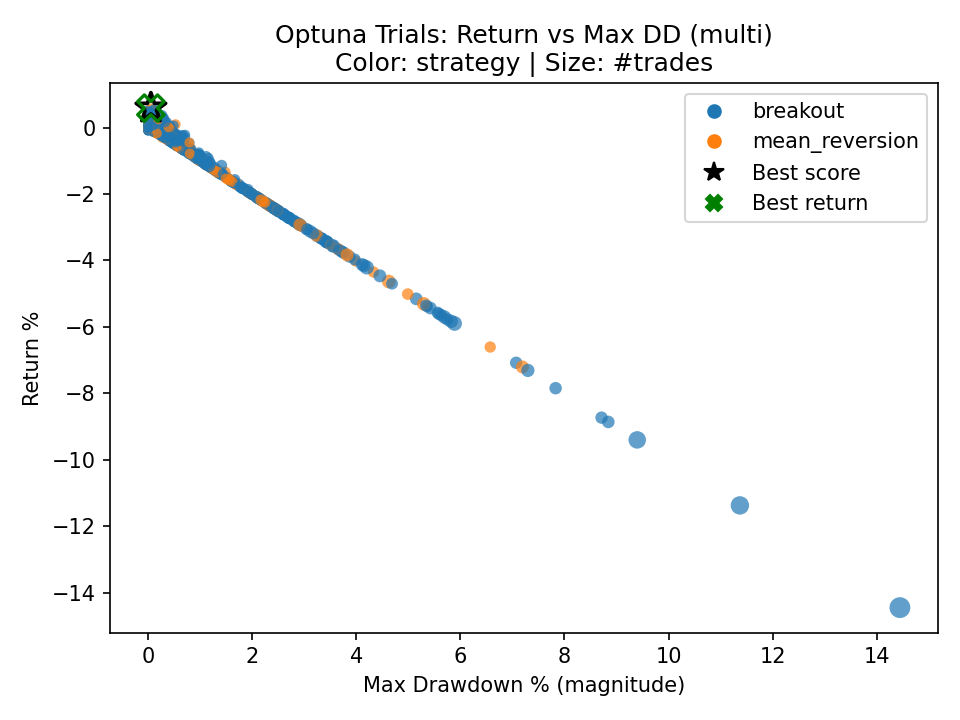 Optuna Trials: Return vs Max DD (multi)
Color: strategy | Size: #trades
breakout
mean_reversion
Best score
Best return
Return %
0
−2
−4
−6
−8
−10
−12
−14
0 2 4 6 8 10 12 14
Max Drawdown % (magnitude)